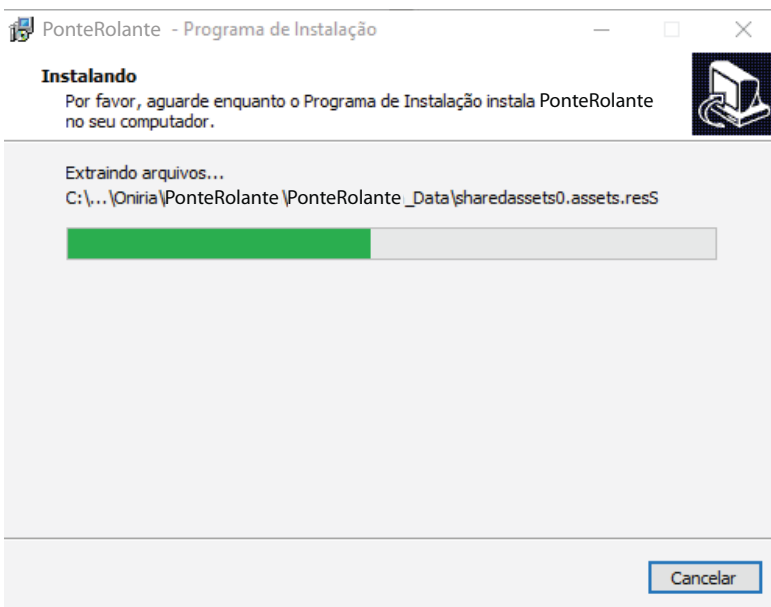 PonteRolante - Programa de Instalação
Instalando
Por favor, aguarde enquanto o Programa de Instalação instala PonteRolante
no seu computador.
Extraindo arquivos...
C:\...\Oniria\PonteRolante\PonteRolante_Data\sharedassets0.assets.resS
Cancelar